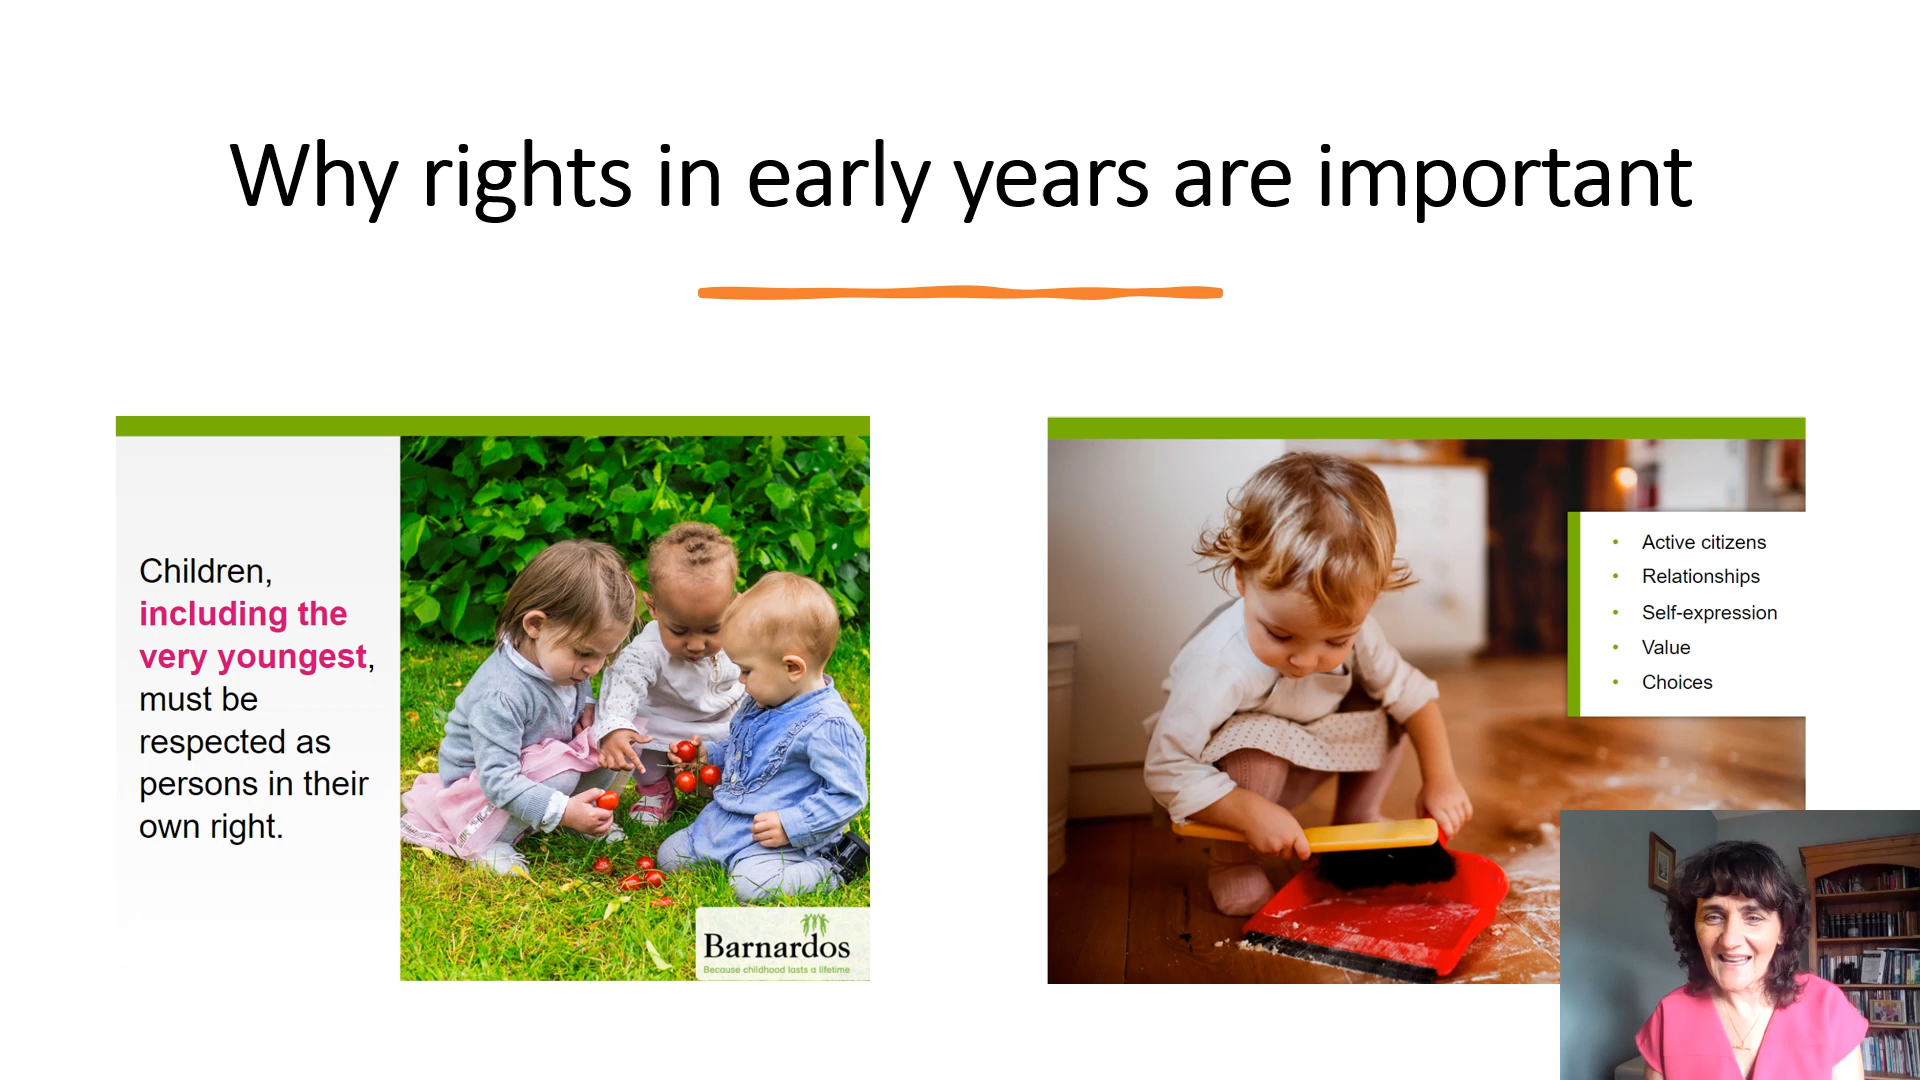 Why rights in early years are important
Children,
including the
very youngest,
must be
respected as
persons in their
own right.
Barnardos
Because childhood lasts a lifetime
• Active citizens
• Relationships
• Self-expression
• Value
• Choices